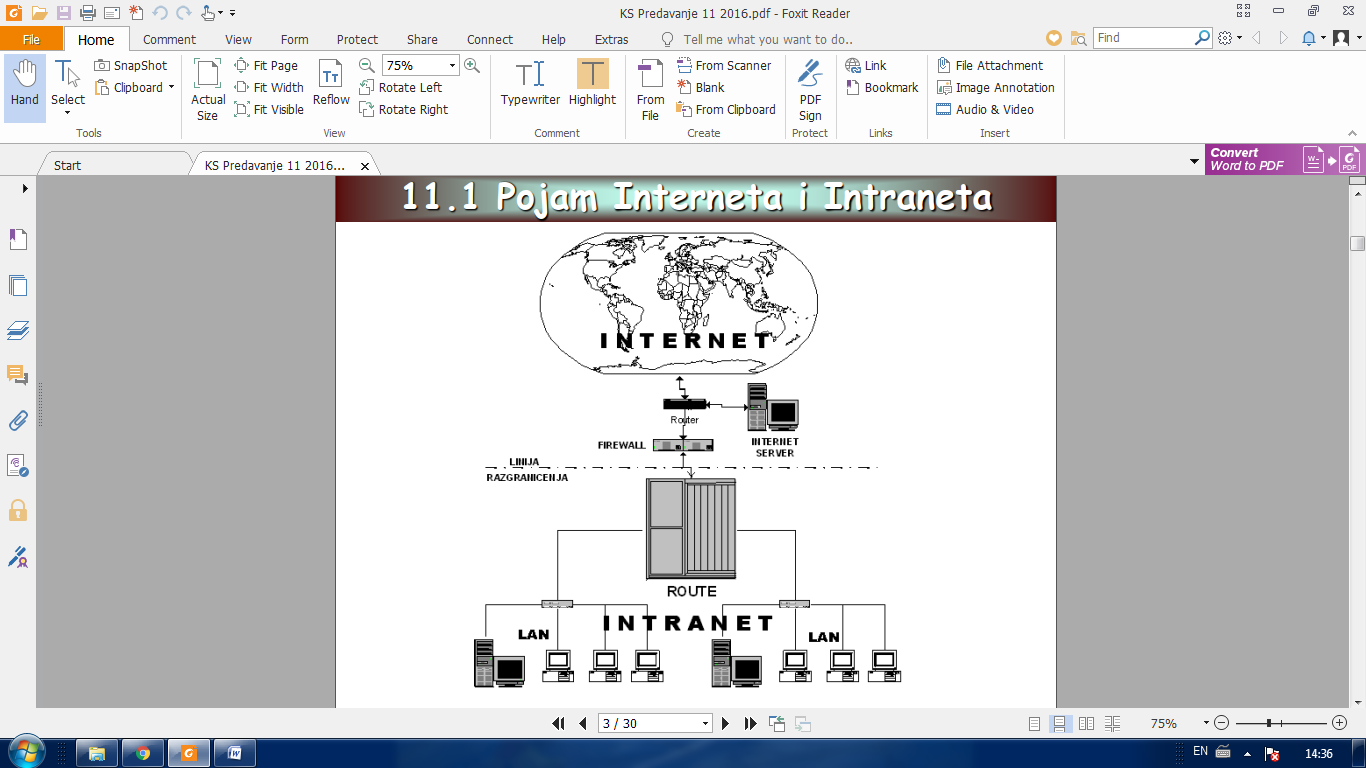 KS Predavanje 11 2016.pdf - Foxit Reader
File Home Comment View Form Protect Share Connect Help Extras Tell me what you want to do.. Find
Hand
Select
SnapShot
Clipboard
Tools
Actual Size
Fit Page
Fit Width
Fit Visible
Reflow
75%
Rotate Left
Rotate Right
View
Typewriter
Highlight
Comment
From File
From Scanner
Blank
From Clipboard
Create
PDF Sign
Protect
Link
Bookmark
Links
File Attachment
Image Annotation
Audio & Video
Insert
Start
KS Predavanje 11 2016...
Convert
Word to PDF
W
PDF
11.1 Pojam Interneta i Intraneta
INTERNET
Router
FIREWALL
INTERNET
SERVER
LINIJA
RAZGRANICENJA
ROUTE
INTRANET
LAN
LAN
3 / 30
75%
EN
14:36